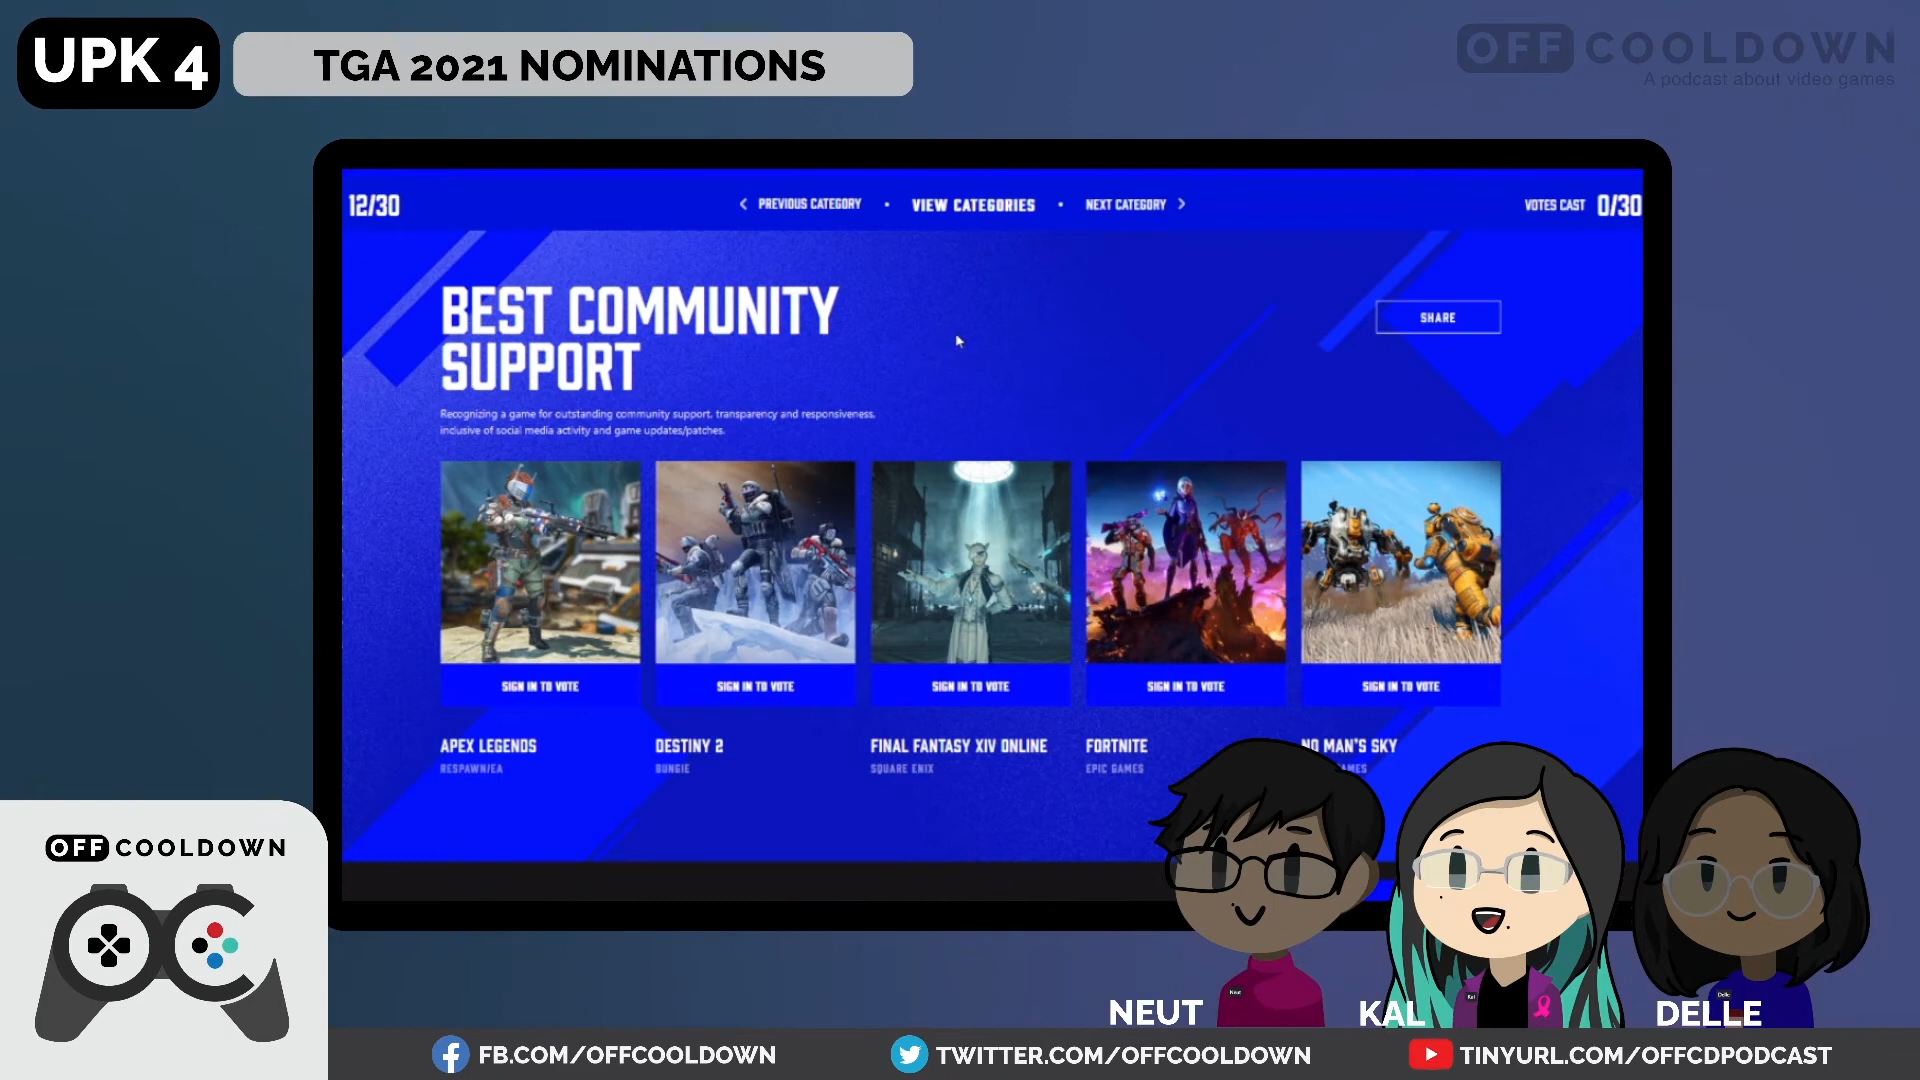 UPK 4
TGA 2021 NOMINATIONS
OFF COOLDOWN
A podcast about video games
12/30
PREVIOUS CATEGORY
VIEW CATEGORIES
NEXT CATEGORY
VOTES CAST 0/30
BEST COMMUNITY
SUPPORT
SHARE
Recognizing a game for outstanding community support, transparency and responsiveness,
inclusive of social media activity and game updates/patches.
SIGN IN TO VOTE
SIGN IN TO VOTE
SIGN IN TO VOTE
SIGN IN TO VOTE
SIGN IN TO VOTE
APEX LEGENDS
RESPAWN/EA
DESTINY 2
BUNGIE
FINAL FANTASY XIV ONLINE
SQUARE ENIX
FORTNITE
EPIC GAMES
NO MAN'S SKY
AMES
OFF COOLDOWN
Neut
Kal
Delle
NEUT
KAL
DELLE
FB.COM/OFFCOOLDOWN
TWITTER.COM/OFFCOOLDOWN
TINYURL.COM/OFFCDPODCAST